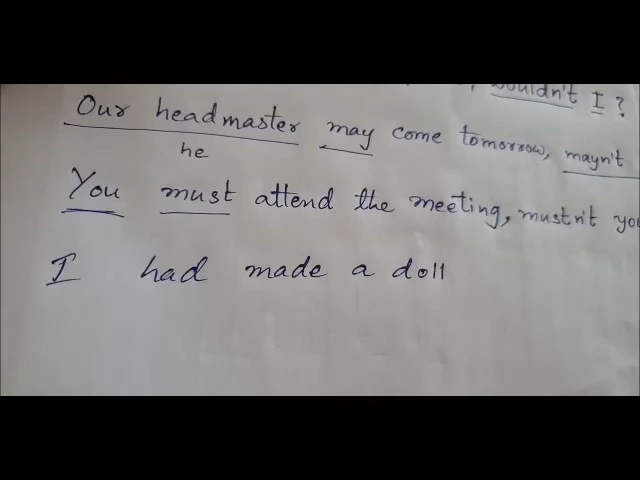 wouldn't I?
Our headmaster may come tomorrow, mayn't
he
You must attend the meeting, mustn't you
I had made a doll